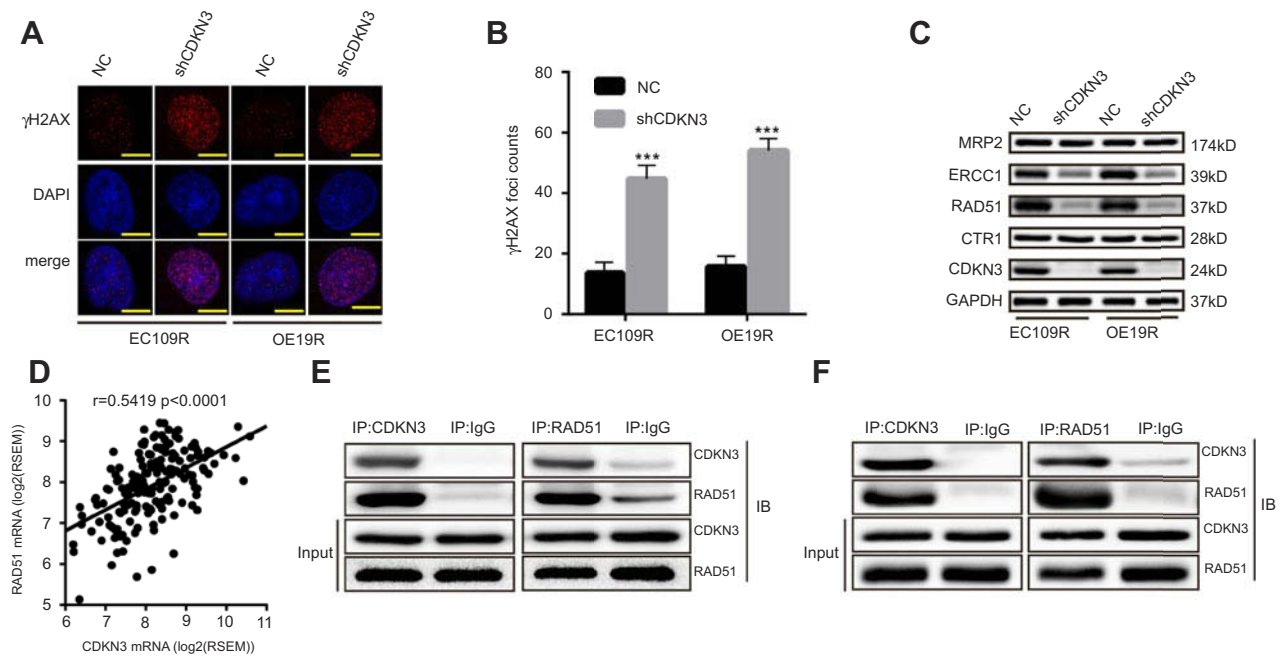 A
NC
shCDKN3
NC
shCDKN3
γH2AX
DAPI
merge
EC109R
OE19R
B
γH2AX foci counts
80
60
40
20
0
NC
shCDKN3
***
***
EC109R
OE19R
C
NC
shCDKN3
NC
shCDKN3
MRP2 174kD
ERCC1 39kD
RAD51 37kD
CTR1 28kD
CDKN3 24kD
GAPDH 37kD
EC109R
OE19R
D
r=0.5419 p<0.0001
RAD51 mRNA (log2(RSEM))
10
9
8
7
6
5
6 7 8 9 10 11
CDKN3 mRNA (log2(RSEM))
E
IP:CDKN3 IP:IgG IP:RAD51 IP:IgG
CDKN3
RAD51
IB
Input
CDKN3
RAD51
F
IP:CDKN3 IP:IgG IP:RAD51 IP:IgG
CDKN3
RAD51
IB
Input
CDKN3
RAD51